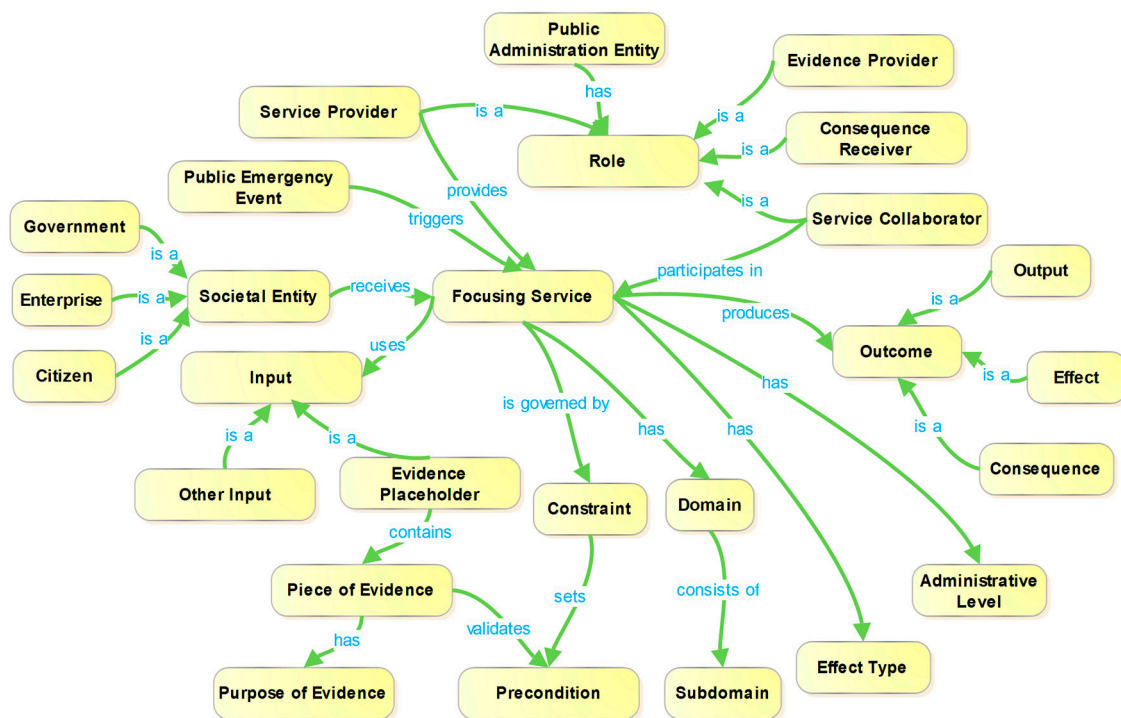 Public
Administration Entity
Evidence Provider
has
is a
Service Provider
is a
Consequence
Receiver
is a
Role
Public Emergency
Event
provides
is a
triggers
Service Collaborator
Government
is a
participates in
Output
Enterprise
is a
Societal Entity
receives
Focusing Service
is a
produces
is a
Outcome
uses
Citizen
Input
is a
Effect
has
is governed by
is a
is a
is a
has
has
Other Input
Evidence
Placeholder
Constraint
Domain
Consequence
contains
Piece of Evidence
sets
consists of
Administrative
Level
has
validates
Effect Type
Purpose of Evidence
Precondition
Subdomain